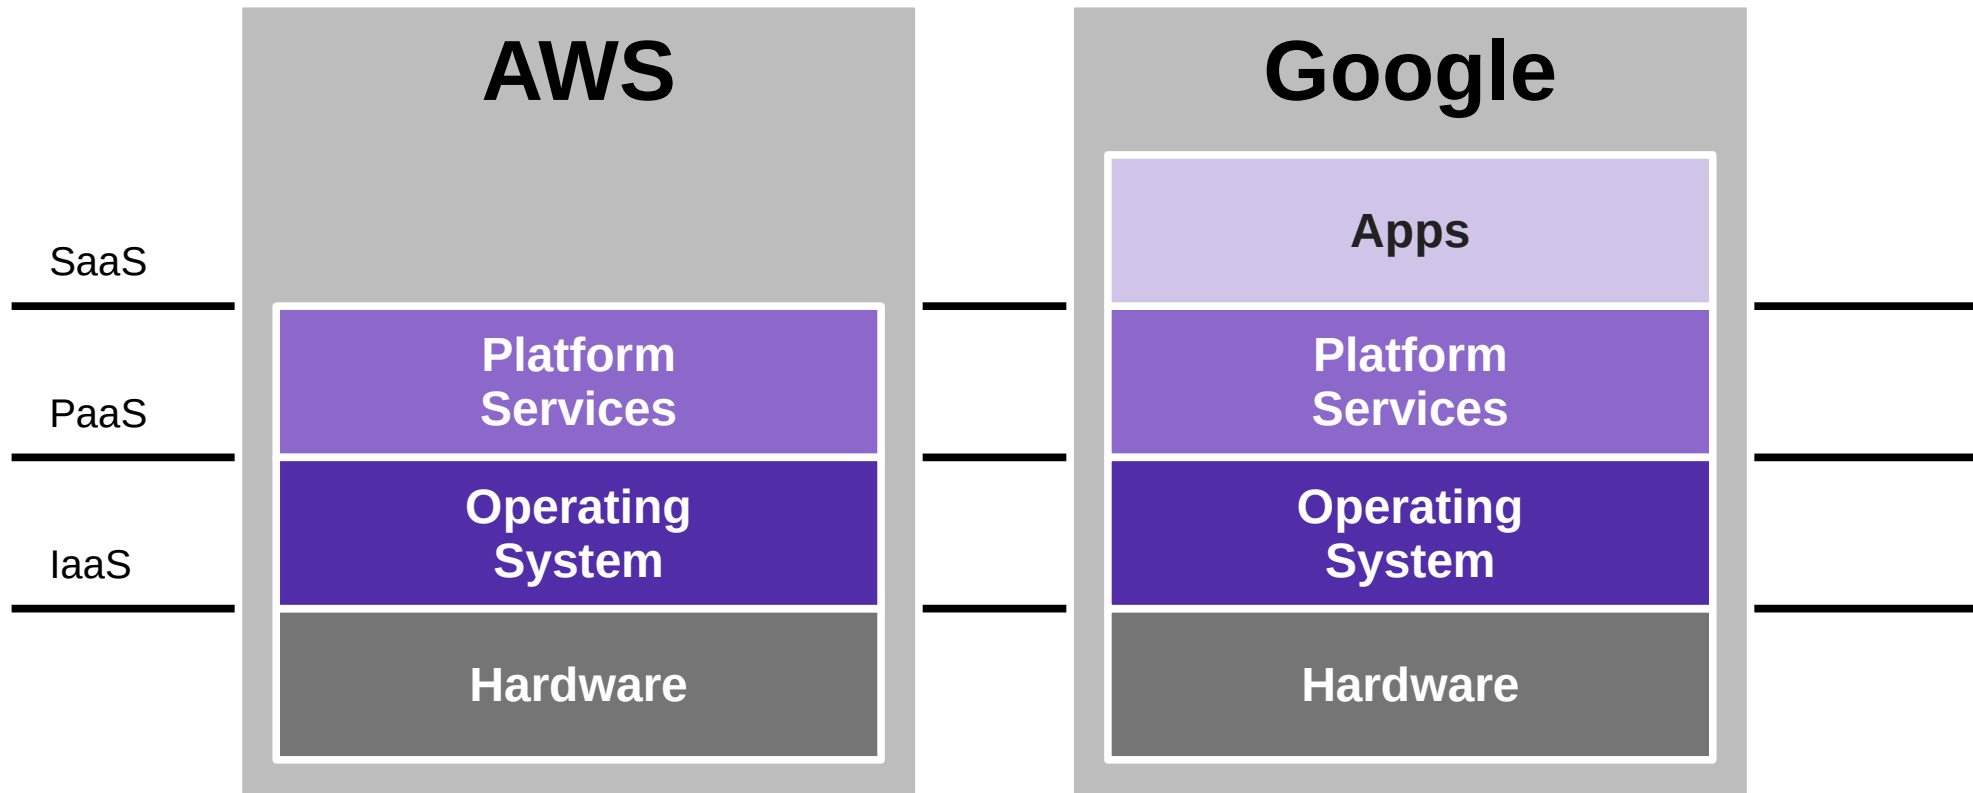 AWS
Google
SaaS
Apps
PaaS
Platform
Services
Platform
Services
IaaS
Operating
System
Operating
System
Hardware
Hardware